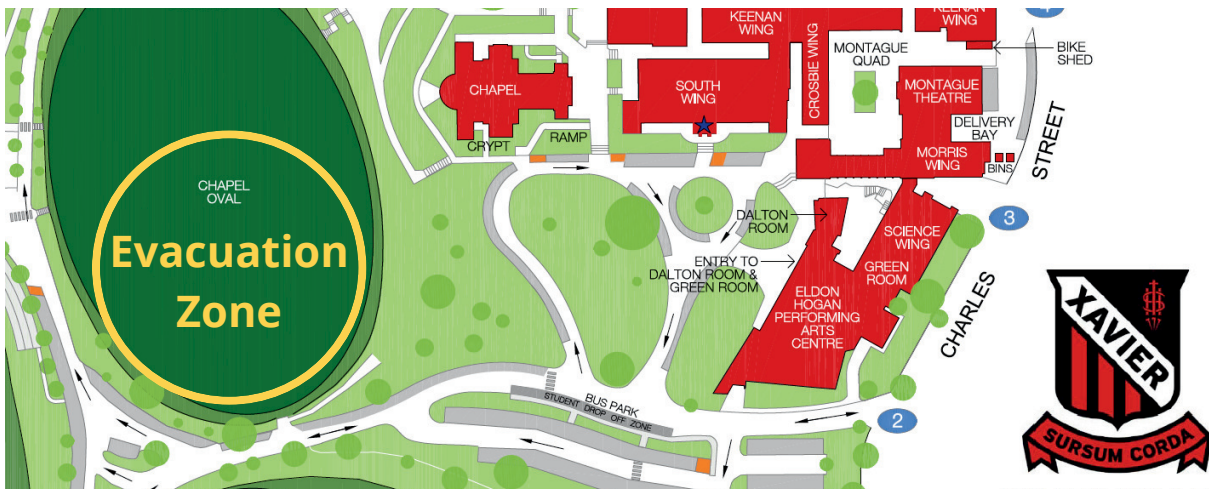 KEENAN
WING
KEENAN
WING
4
BIKE
SHED
CROSBIE WING
MONTAGUE
QUAD
CHAPEL
SOUTH
WING
MONTAGUE
THEATRE
DELIVERY
BAY
CRYPT
RAMP
MORRIS
WING
BINS
STREET
CHAPEL
OVAL
Evacuation
Zone
DALTON
ROOM
3
SCIENCE
WING
ENTRY TO
DALTON ROOM &
GREEN ROOM
GREEN
ROOM
ELDON
HOGAN
PERFORMING
ARTS
CENTRE
CHARLES
BUS PARK
STUDENT DROP OFF ZONE
2
XAVIER
IHS
SURSUM CORDA